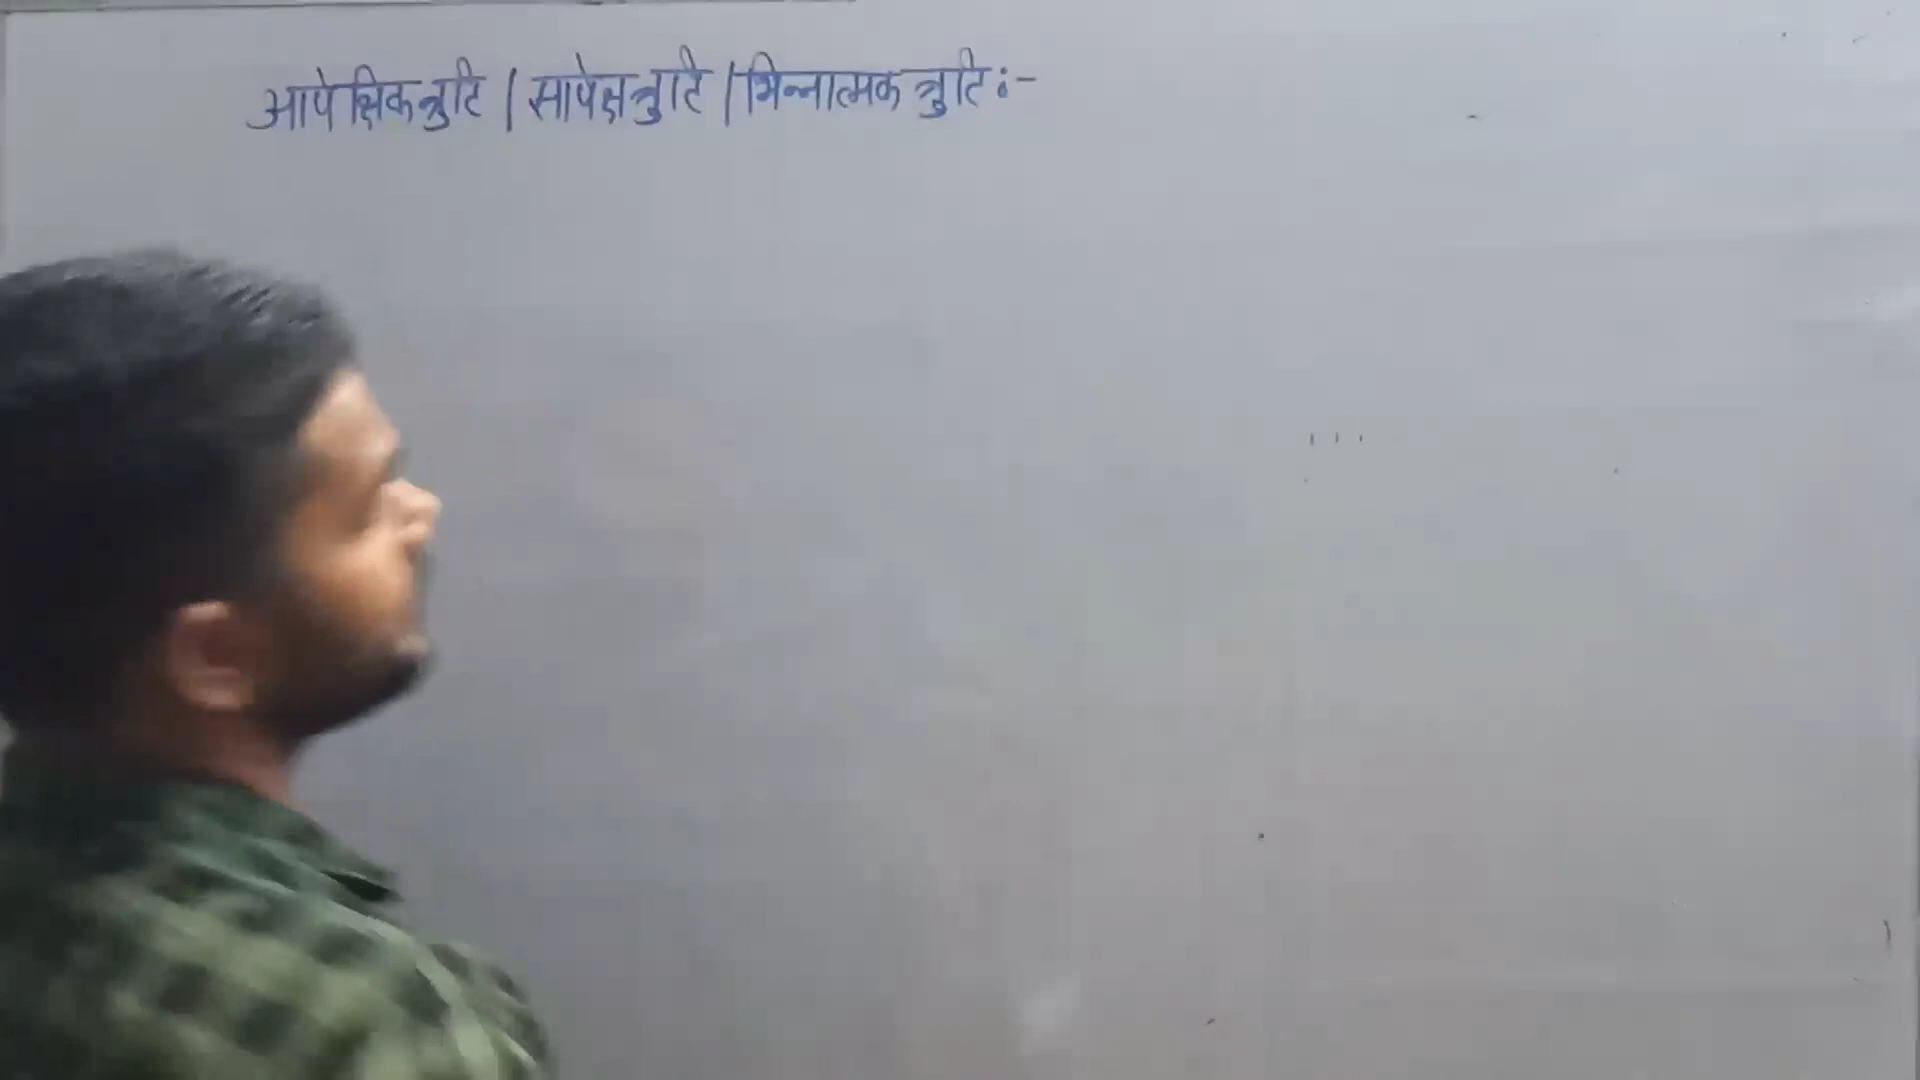 आपेक्षिक त्रुटि | सापेक्ष त्रुटि | भिन्नात्मक त्रुटि :-